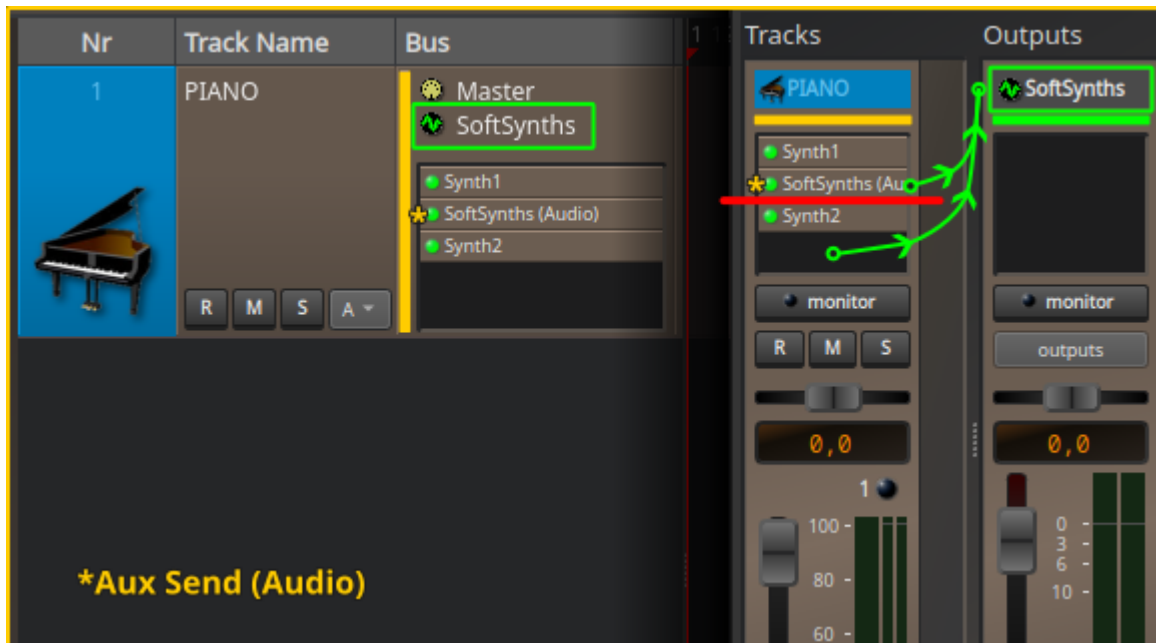 Nr
Track Name
Bus
1
PIANO
Master
SoftSynths
Synth1
*SoftSynths (Audio)
Synth2
R M S A
*Aux Send (Audio)
1
Tracks
Outputs
PIANO
SoftSynths
Synth1
*SoftSynths (Au
Synth2
monitor
monitor
R M S
outputs
0,0
0,0
1
100 -
80 -
60 -
0 -
3 -
6 -
10 -